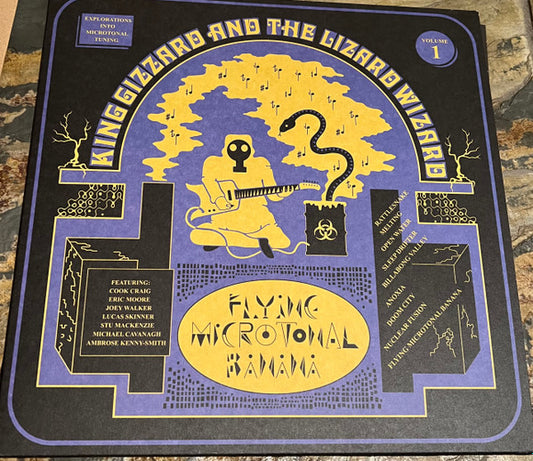 EXPLORATIONS
INTO
MICROTONAL
TUNING
VOLUME
1
KING GIZZARD AND THE LIZARD WIZARD
FEATURING:
COOK CRAIG
ERIC MOORE
JOEY WALKER
LUCAS SKINNER
STU MACKENZIE
MICHAEL CAVANAGH
AMBROSE KENNY-SMITH
RATTLESNAKE
MELTING
OPEN WATER
SLEEP DRIFTER
BILLABONG VALLEY
ANOXIA
DOOM CITY
NUCLEAR FUSION
FLYING MICROTONAL BANANA
FLYING
MICROTONAL
BANANA